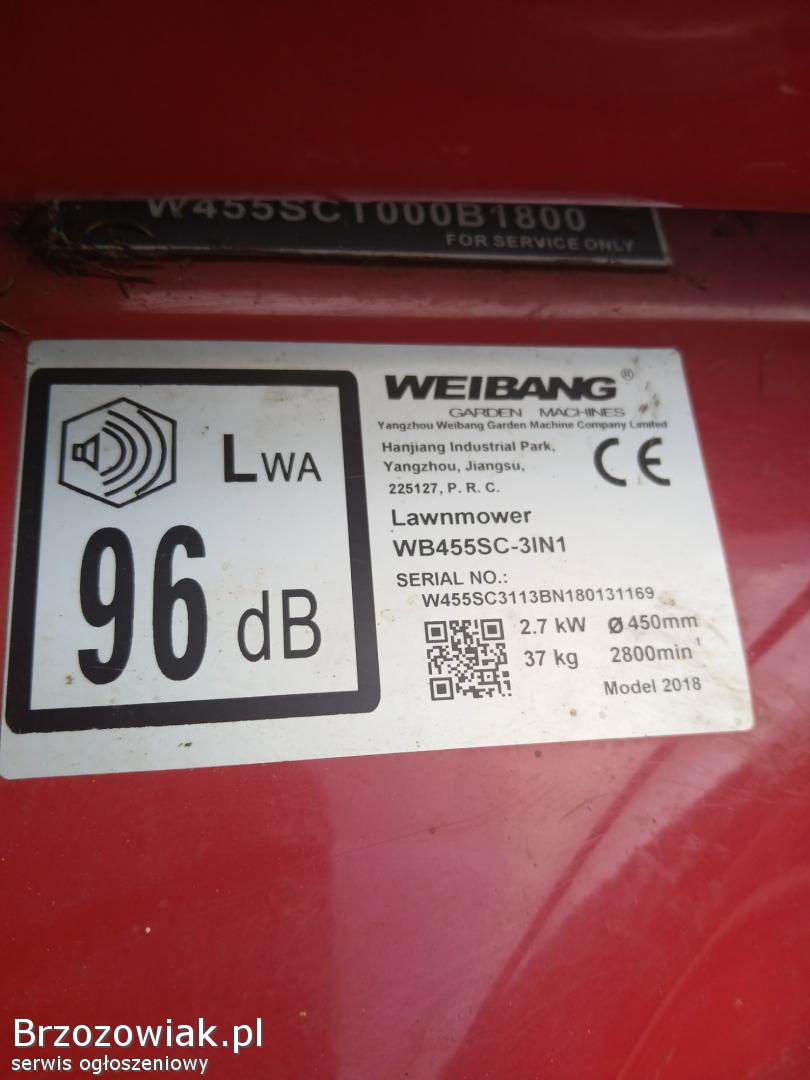 W455SCT000B1800
FOR SERVICE ONLY
LWA
96 dB
WEIBANG®
GARDEN MACHINES
Yangzhou Weibang Garden Machine Company Limited
Hanjiang Industrial Park,
Yangzhou, Jiangsu,
225127, P. R. C.
CE
Lawnmower
WB455SC-3IN1
SERIAL NO.:
W455SC3113BN180131169
2.7 kW Ø450mm
37 kg 2800min⁻¹
Model 2018
Brzozowiak.pl
serwis ogłoszeniowy